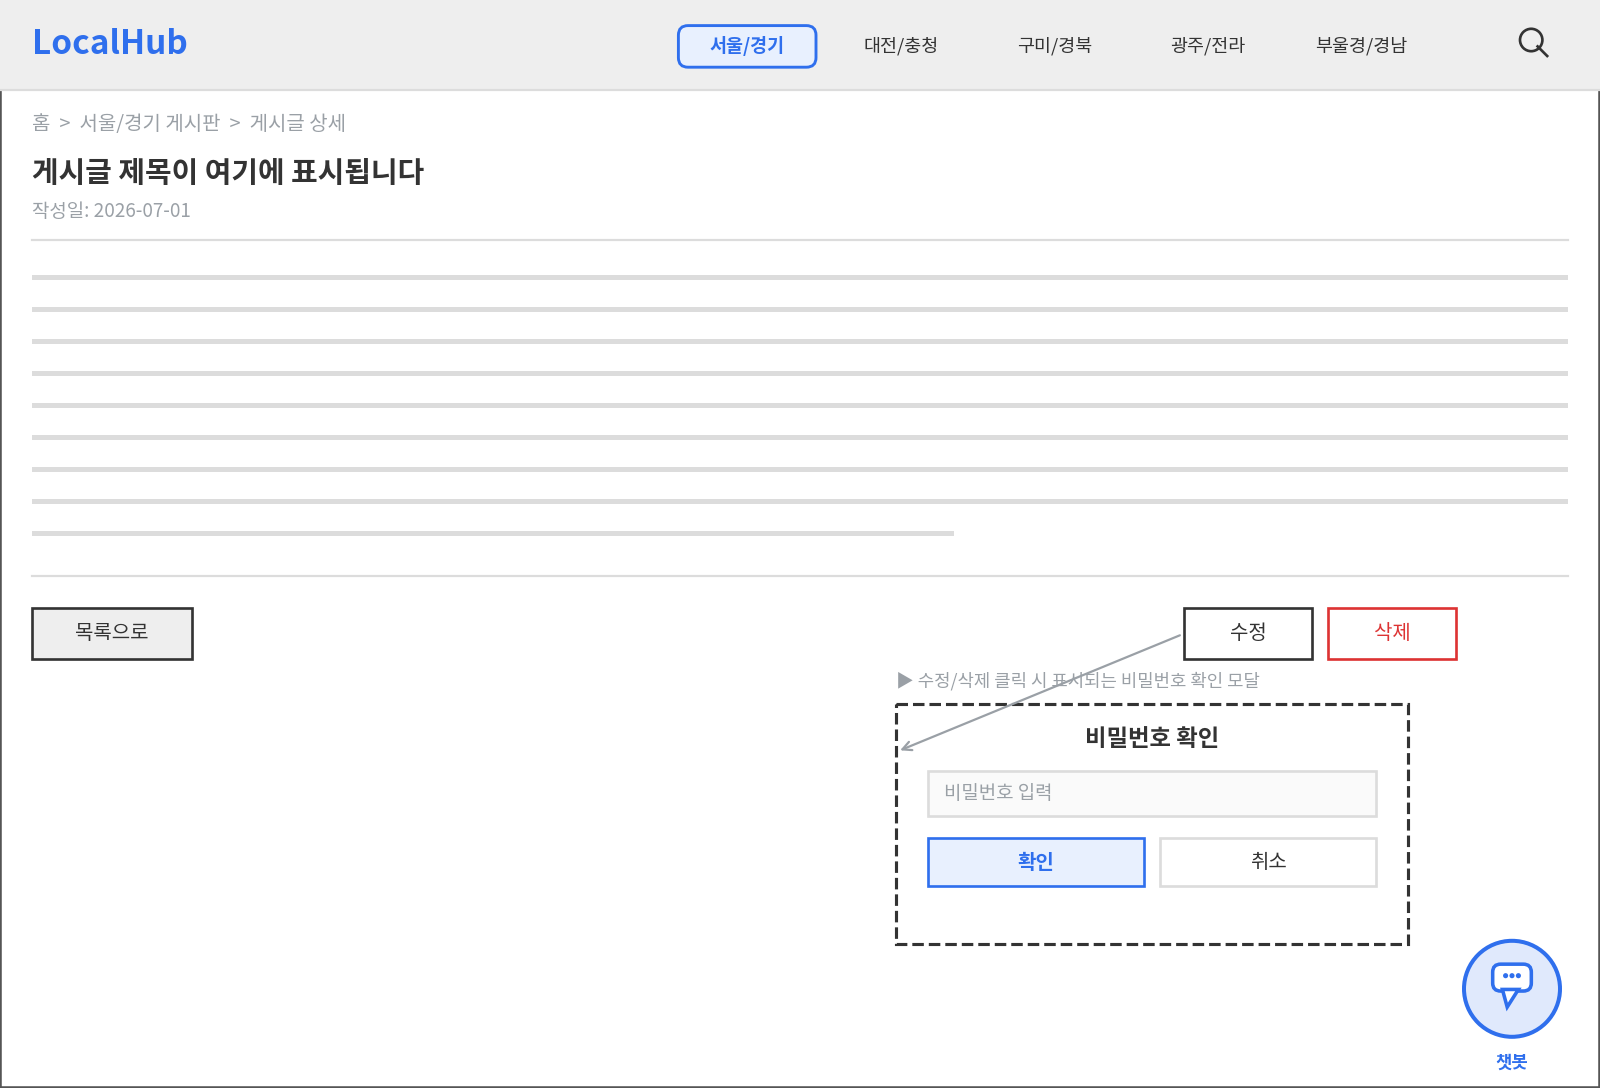 LocalHub
서울/경기
대전/충청
구미/경북
광주/전라
부울경/경남
홈 > 서울/경기 게시판 > 게시글 상세
게시글 제목이 여기에 표시됩니다
작성일: 2026-07-01
목록으로
수정
삭제
▶ 수정/삭제 클릭 시 표시되는 비밀번호 확인 모달
비밀번호 확인
비밀번호 입력
확인
취소
챗봇